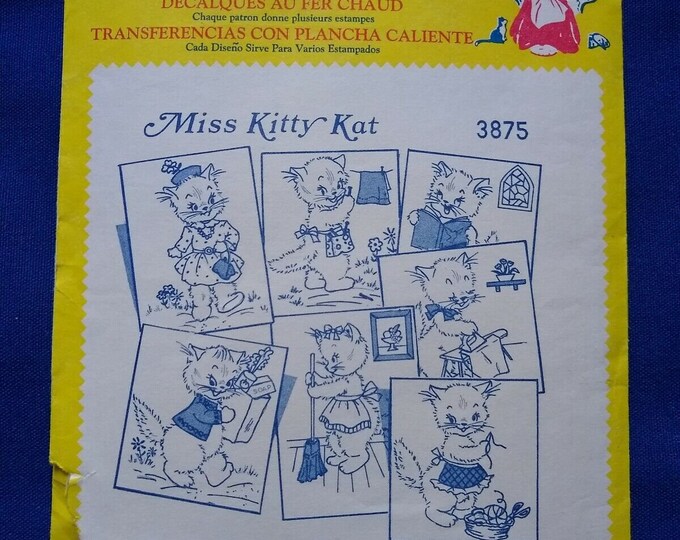 DECALQUES AU FER CHAUD
Chaque patron donne plusieurs estampes
TRANSFERENCIAS CON PLANCHA CALIENTE
Cada Diseño Sirve Para Varios Estampados
Miss Kitty Kat 3875
SOAP